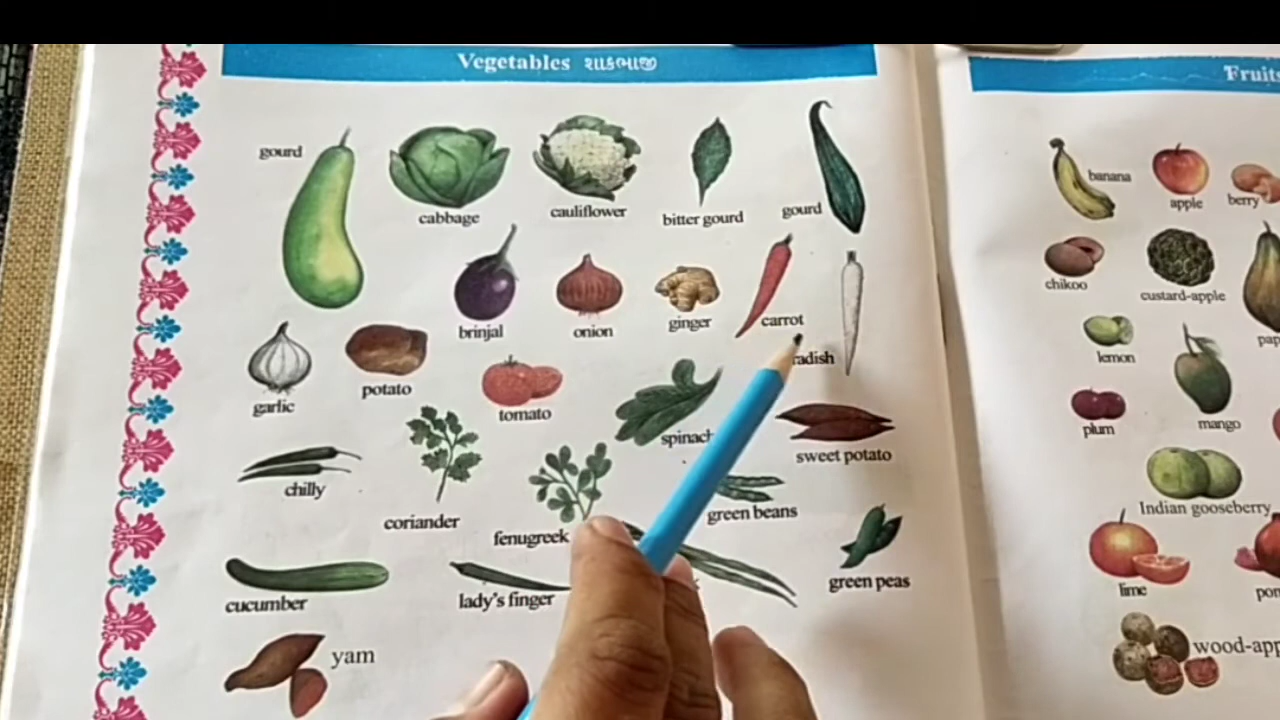 Vegetables શાકભાજી
gourd
cabbage
cauliflower
bitter gourd
gourd
brinjal
onion
ginger
carrot
radish
garlic
potato
tomato
spinach
sweet potato
chilly
coriander
fenugreek
green beans
green peas
cucumber
lady's finger
yam
Fruits
banana
apple
berry
chikoo
custard-apple
lemon
plum
mango
Indian gooseberry
lime